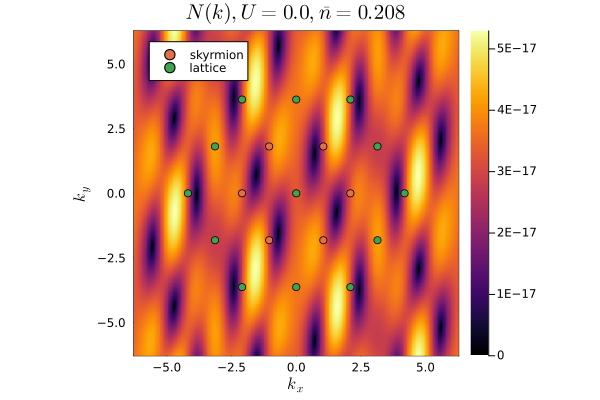 N(k), U = 0.0, n̄ = 0.208
skyrmion
lattice
5.0
2.5
0.0
−2.5
−5.0
k_y
−5.0
−2.5
0.0
2.5
5.0
k_x
5E−17
4E−17
3E−17
2E−17
1E−17
0